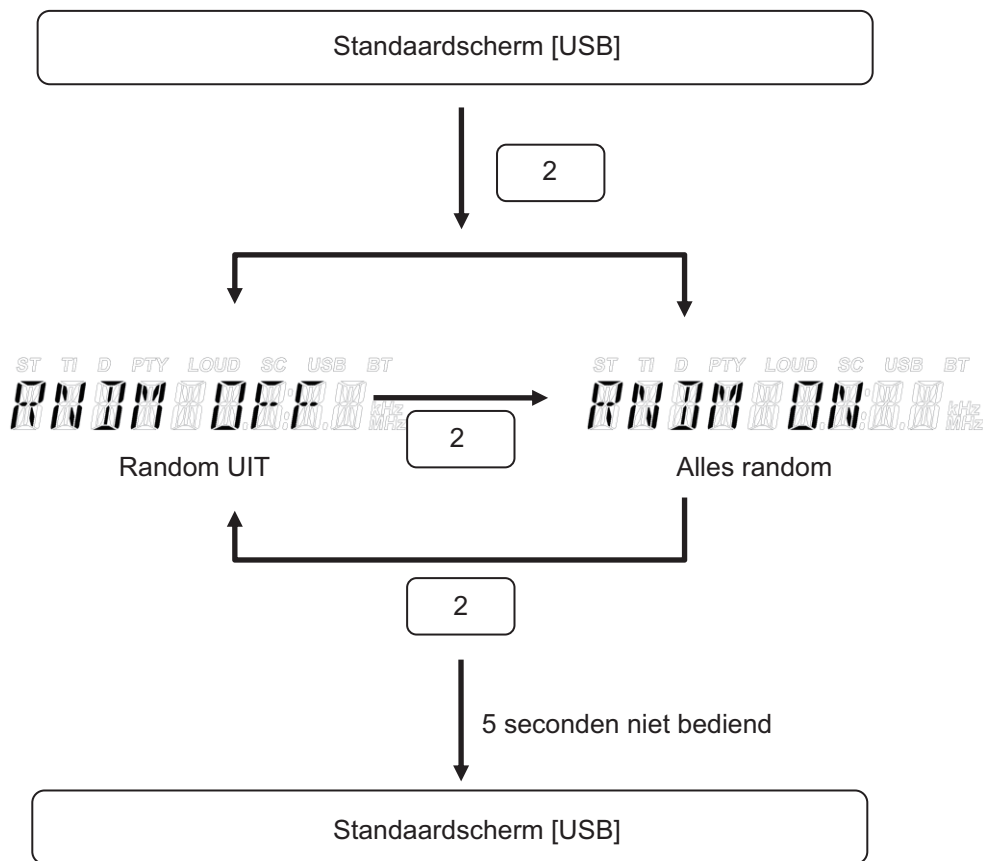 Standaardscherm [USB]
2
ST TI D PTY LOUD SC USB BT
ST TI D PTY LOUD SC USB BT
RNDM OFF kHz MHz
RNDM ON kHz MHz
2
Random UIT
Alles random
2
5 seconden niet bediend
Standaardscherm [USB]